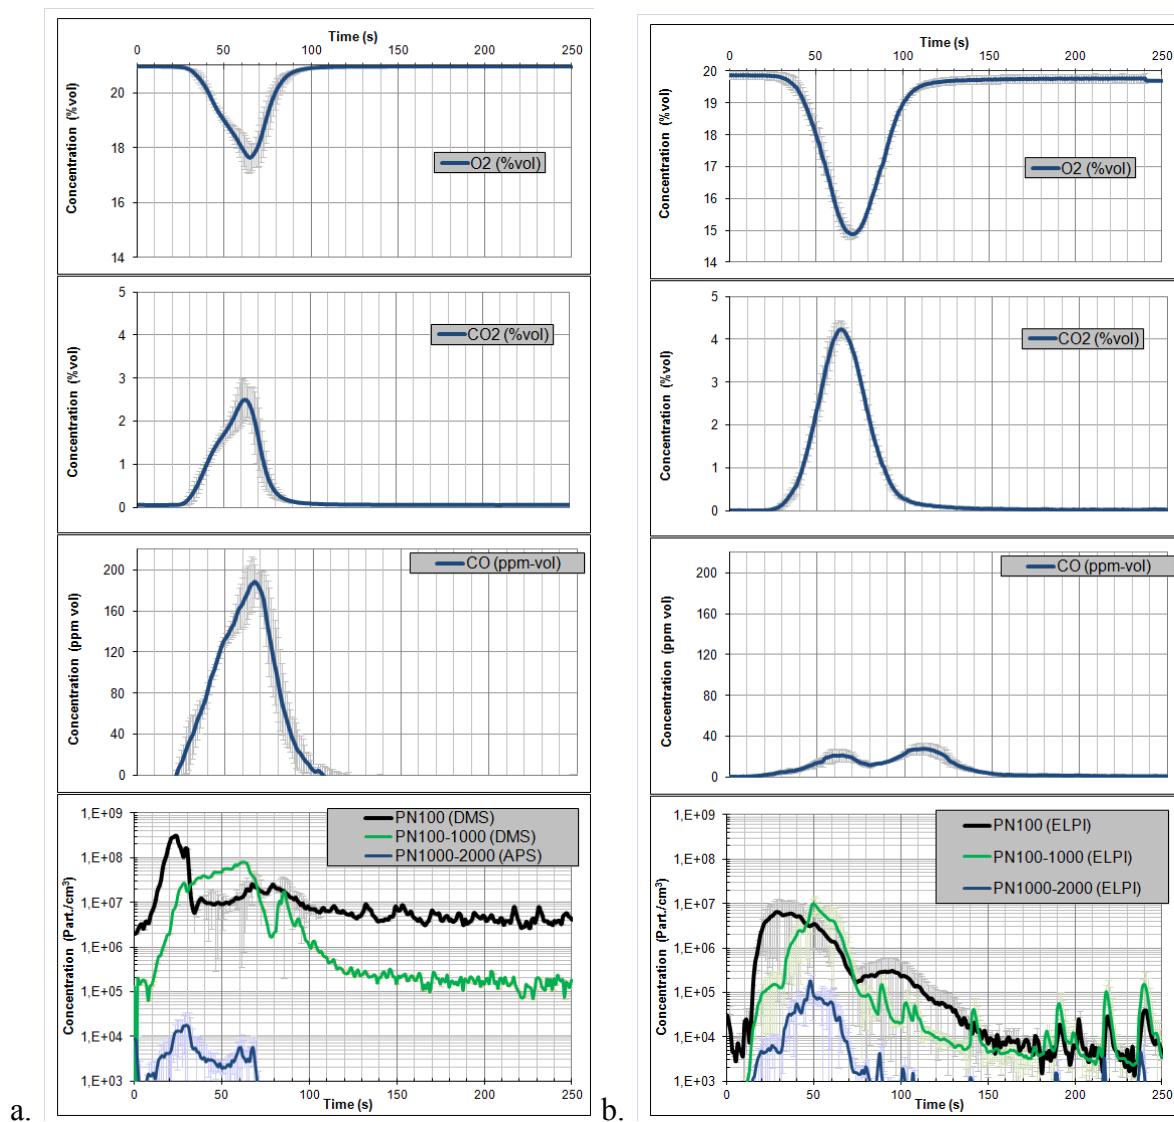 Time (s)
0 50 100 150 200 250
20
18
16
14
Concentration (%vol)
O2 (%vol)
5
4
3
2
1
0
Concentration (%vol)
CO2 (%vol)
200
160
120
80
40
0
Concentration (ppm vol)
CO (ppm-vol)
1,E+09
1,E+08
1,E+07
1,E+06
1,E+05
1,E+04
1,E+03
Concentration (Part./cm³)
PN100 (DMS)
PN100-1000 (DMS)
PN1000-2000 (APS)
0 50 100 150 200 250
Time (s)
a.
Time (s)
0 50 100 150 200 250
20
19
18
17
16
15
14
Concentration (%vol)
O2 (%vol)
5
4
3
2
1
0
Concentration (%vol)
CO2 (%vol)
200
160
120
80
40
0
Concentration (ppm vol)
CO (ppm-vol)
1,E+09
1,E+08
1,E+07
1,E+06
1,E+05
1,E+04
1,E+03
Concentration (Part./cm³)
PN100 (ELPI)
PN100-1000 (ELPI)
PN1000-2000 (ELPI)
0 50 100 150 200 250
Time (s)
b.